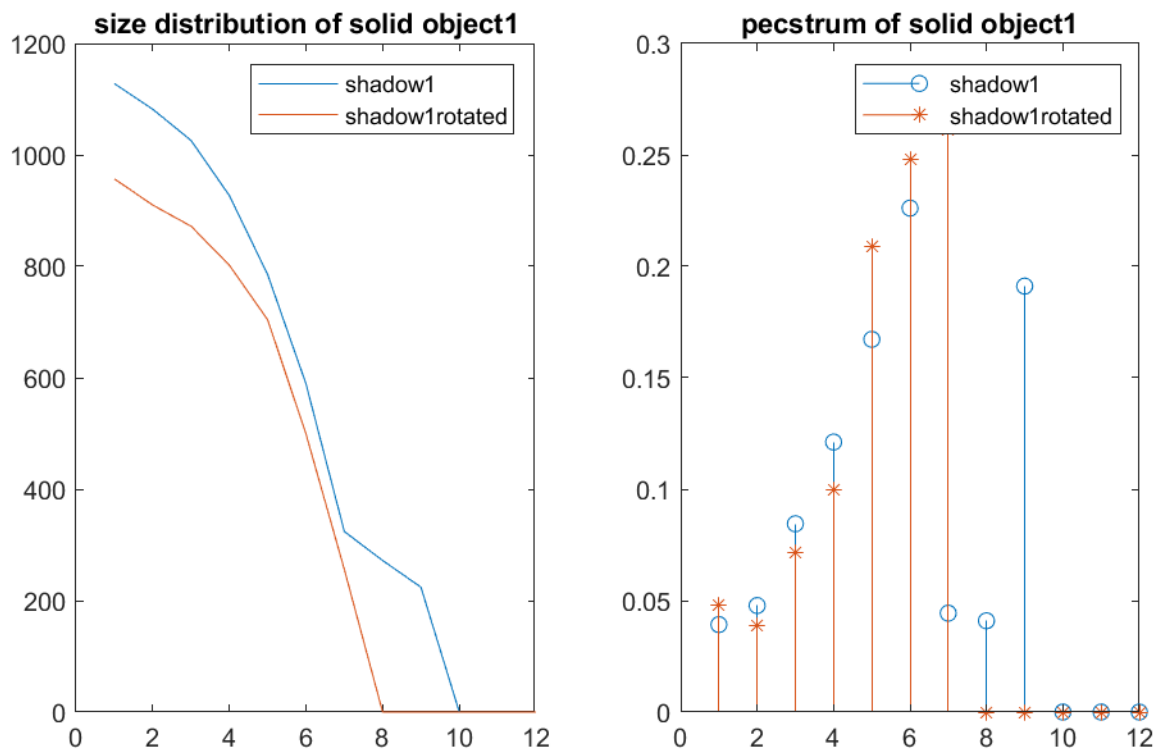 size distribution of solid object1
1200
1000
800
600
400
200
0
0 2 4 6 8 10 12
shadow1
shadow1rotated
pecstrum of solid object1
0.3
0.25
0.2
0.15
0.1
0.05
0
0 2 4 6 8 10 12
shadow1
shadow1rotated